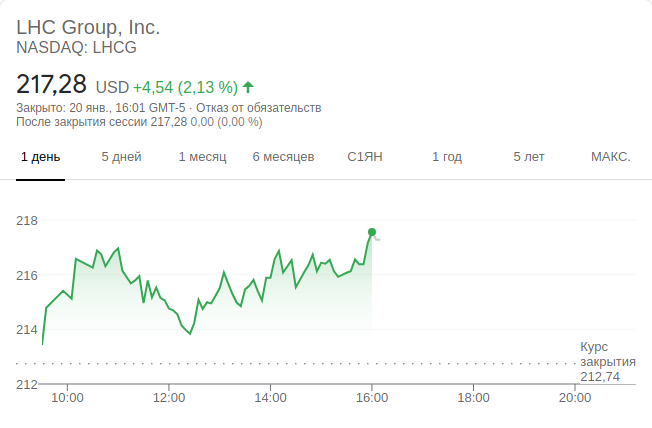 LHC Group, Inc.
NASDAQ: LHCG
217,28 USD +4,54 (2,13 %)
Закрыто: 20 янв., 16:01 GMT-5 · Отказ от обязательств
После закрытия сессии 217,28 0,00 (0,00 %)
1 день 5 дней 1 месяц 6 месяцев С1ЯН 1 год 5 лет МАКС.
218
216
214
Курс
закрытия
212,74
212
10:00 12:00 14:00 16:00 18:00 20:00